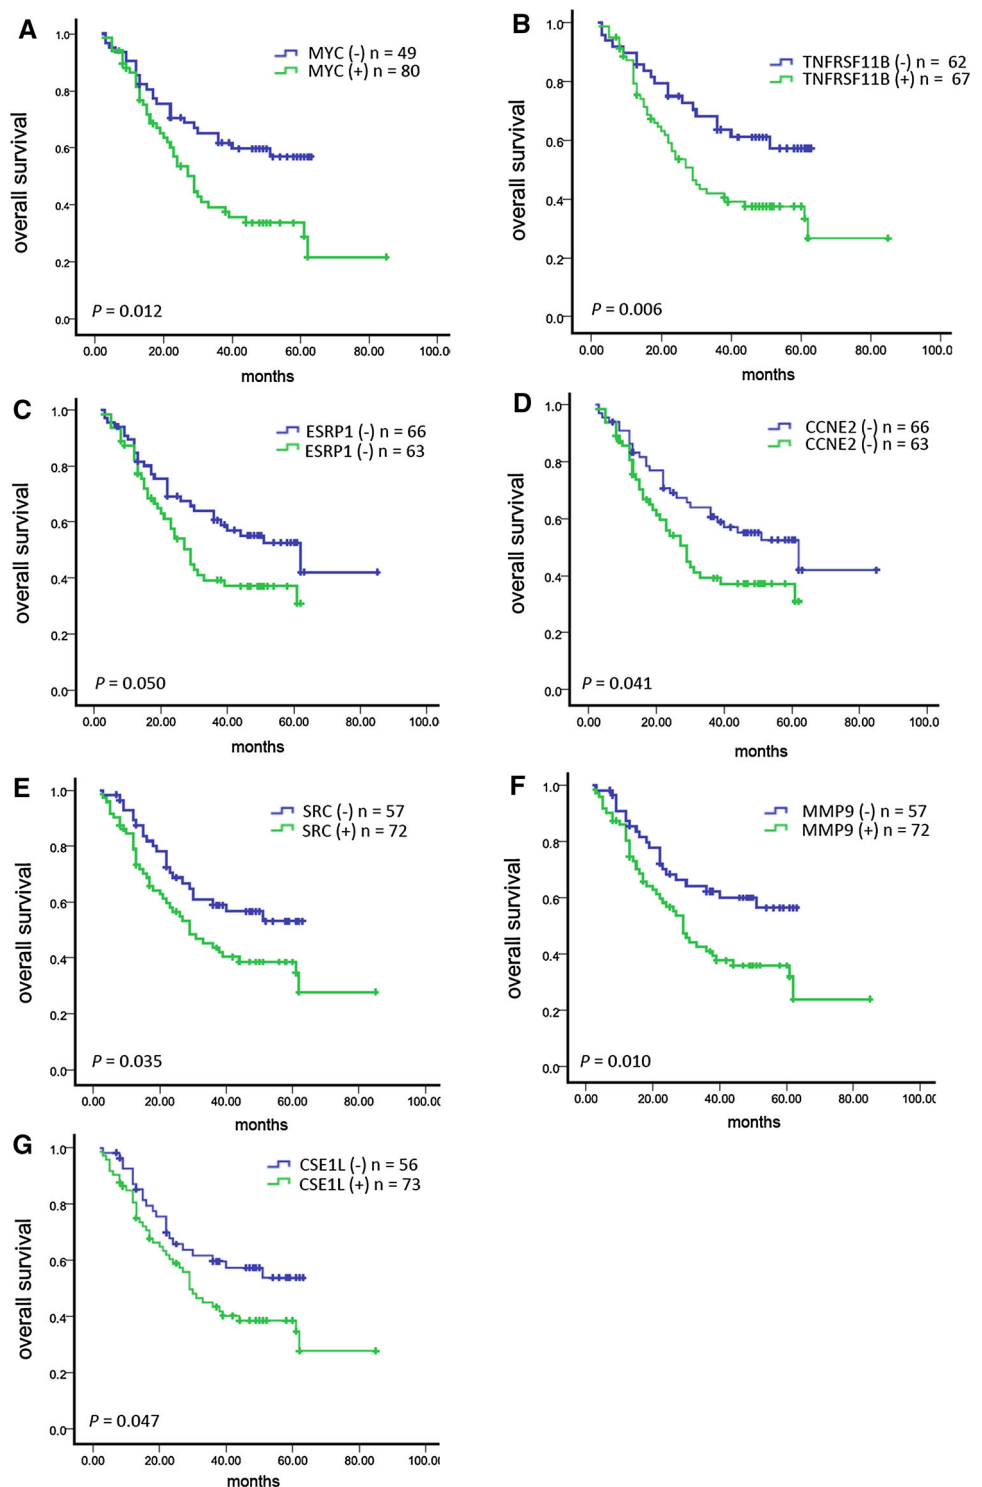 A
overall survival
1.0
0.8
0.6
0.4
0.2
0.0
MYC (-) n = 49
MYC (+) n = 80
P = 0.012
0.00 20.00 40.00 60.00 80.00 100.0
months
B
overall survival
1.0
0.8
0.6
0.4
0.2
0.0
TNFRSF11B (-) n = 62
TNFRSF11B (+) n = 67
P = 0.006
0.00 20.00 40.00 60.00 80.00 100.0
months
C
overall survival
1.0
0.8
0.6
0.4
0.2
0.0
ESRP1 (-) n = 66
ESRP1 (-) n = 63
P = 0.050
0.00 20.00 40.00 60.00 80.00 100.0
months
D
overall survival
1.0
0.8
0.6
0.4
0.2
0.0
CCNE2 (-) n = 66
CCNE2 (-) n = 63
P = 0.041
0.00 20.00 40.00 60.00 80.00 100.0
months
E
overall survival
1.0
0.8
0.6
0.4
0.2
0.0
SRC (-) n = 57
SRC (+) n = 72
P = 0.035
0.00 20.00 40.00 60.00 80.00 100.0
months
F
overall survival
1.0
0.8
0.6
0.4
0.2
0.0
MMP9 (-) n = 57
MMP9 (+) n = 72
P = 0.010
0.00 20.00 40.00 60.00 80.00 100.0
months
G
overall survival
1.0
0.8
0.6
0.4
0.2
0.0
CSE1L (-) n = 56
CSE1L (+) n = 73
P = 0.047
0.00 20.00 40.00 60.00 80.00 100.0
months